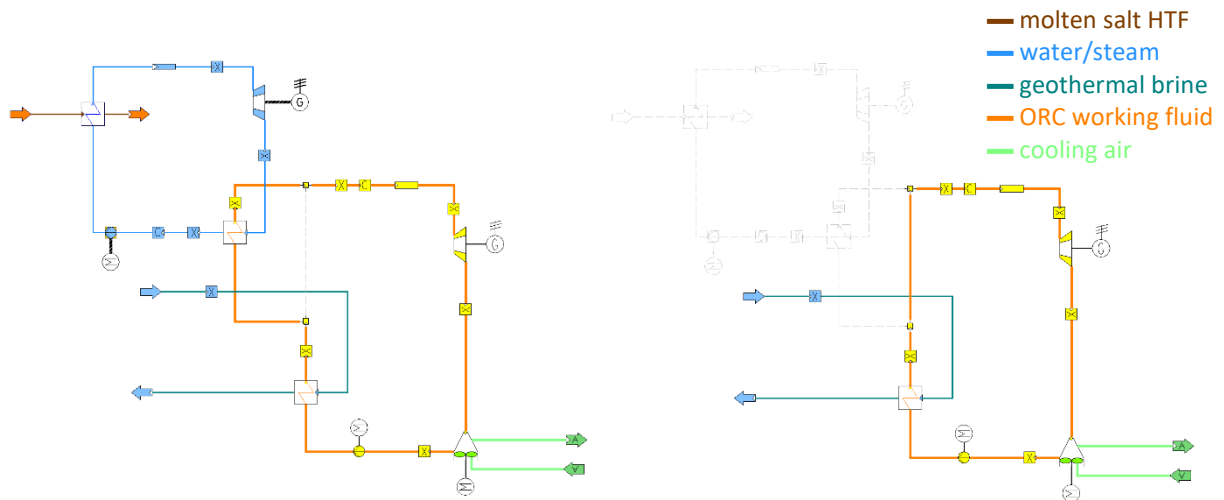 molten salt HTF
water/steam
geothermal brine
ORC working fluid
cooling air
X
G
X
X C
X
X
C X
M
G
X
X
X
M
X
A
A
M
X
G
X
X C
X
X X
M
G
X
X
X
M
X
A
A
M